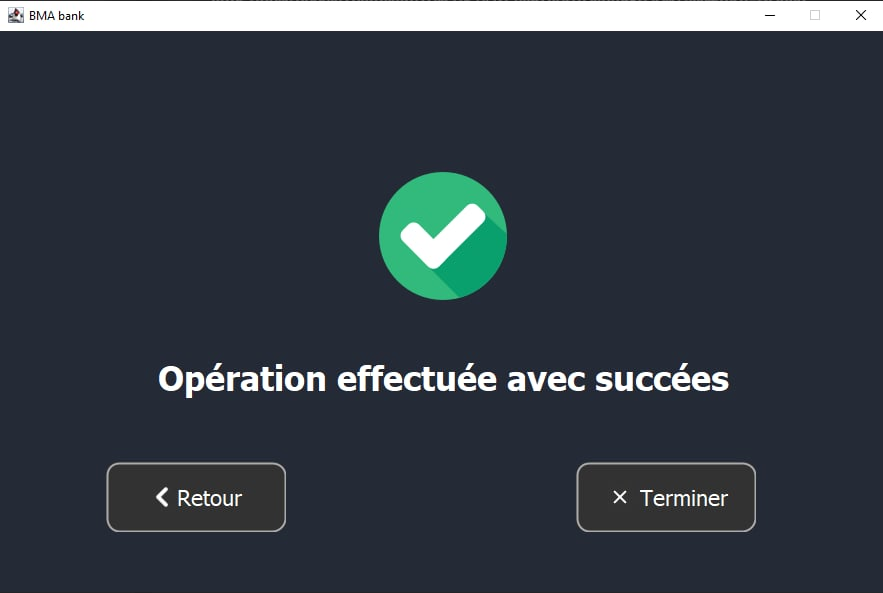 BMA bank
Opération effectuée avec succées
Retour
Terminer